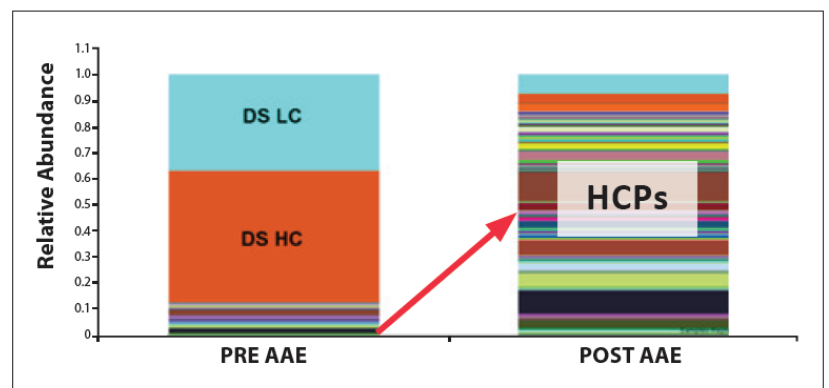 Relative Abundance
1.1
1.0
0.9
0.8
0.7
0.6
0.5
0.4
0.3
0.2
0.1
0
DS LC
DS HC
HCPs
PRE AAE
POST AAE